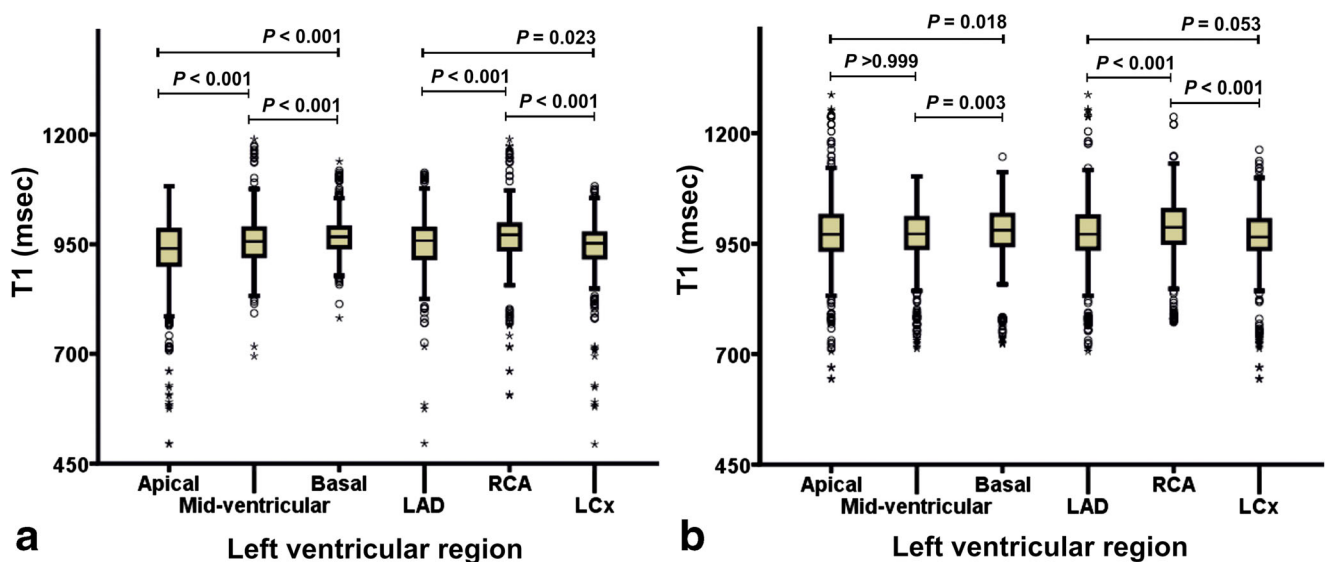 P < 0.001
P = 0.023
P < 0.001
P < 0.001
P < 0.001
P < 0.001
1200
950
700
450
T1 (msec)
Apical
Mid-ventricular
Basal
LAD
RCA
LCx
a
Left ventricular region
P = 0.018
P = 0.053
P >0.999
P < 0.001
P = 0.003
P < 0.001
1200
950
700
450
T1 (msec)
Apical
Mid-ventricular
Basal
LAD
RCA
LCx
b
Left ventricular region